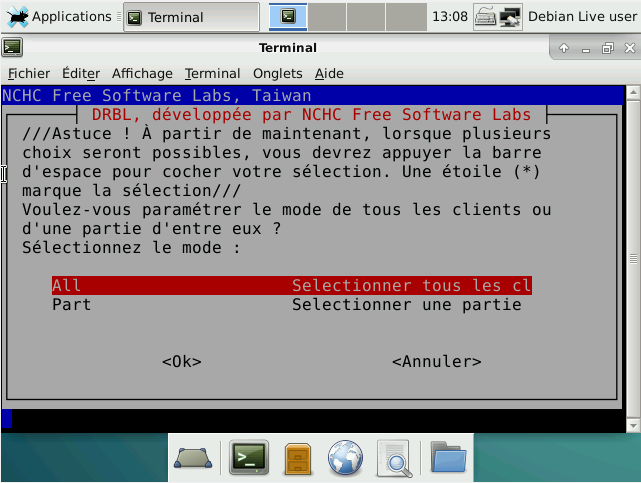 Applications Terminal 13:08 Debian Live user
Terminal
Fichier Éditer Affichage Terminal Onglets Aide
NCHC Free Software Labs, Taiwan
DRBL, développée par NCHC Free Software Labs
///Astuce ! À partir de maintenant, lorsque plusieurs
choix seront possibles, vous devrez appuyer la barre
d'espace pour cocher votre sélection. Une étoile (*)
marque la sélection///
Voulez-vous paramétrer le mode de tous les clients ou
d'une partie d'entre eux ?
Sélectionnez le mode :
All Selectionner tous les cl
Part Selectionner une partie
<Ok> <Annuler>